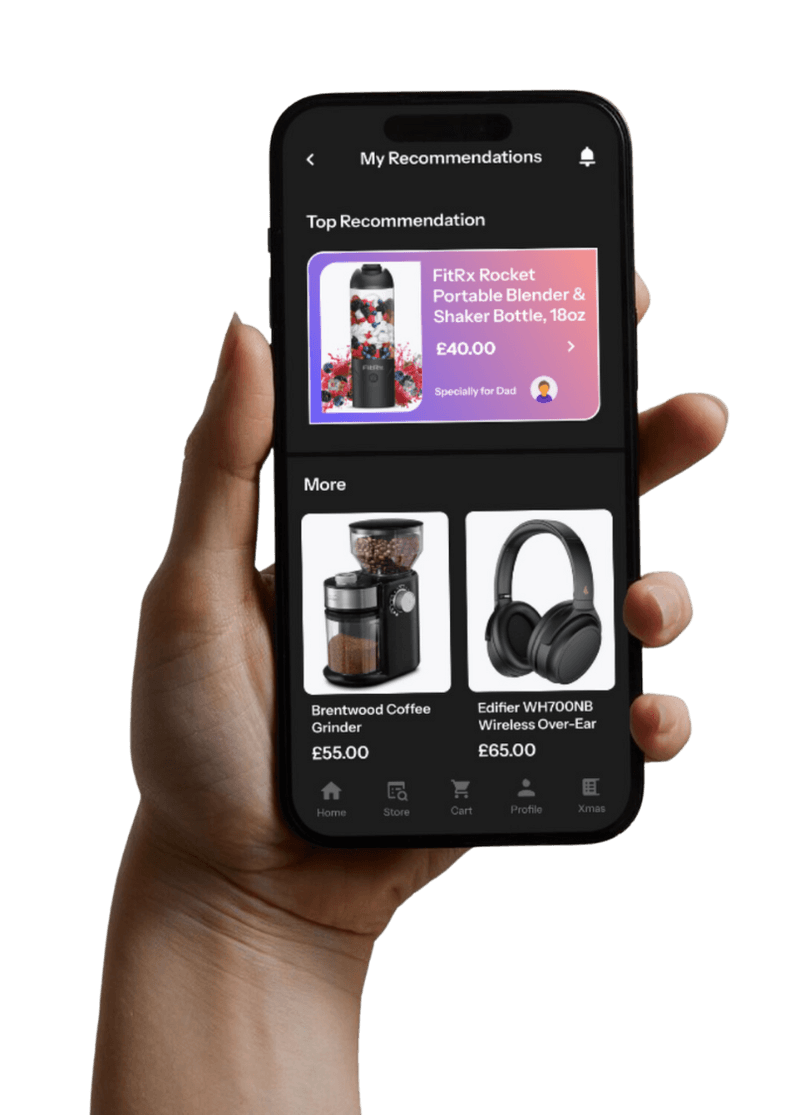 My Recommendations
Top Recommendation
FitRx Rocket
Portable Blender &
Shaker Bottle, 18oz
£40.00
Specially for Dad
FitRx
More
Brentwood Coffee
Grinder
£55.00
Edifier WH700NB
Wireless Over-Ear
£65.00
Home
Store
Cart
Profile
Xmas